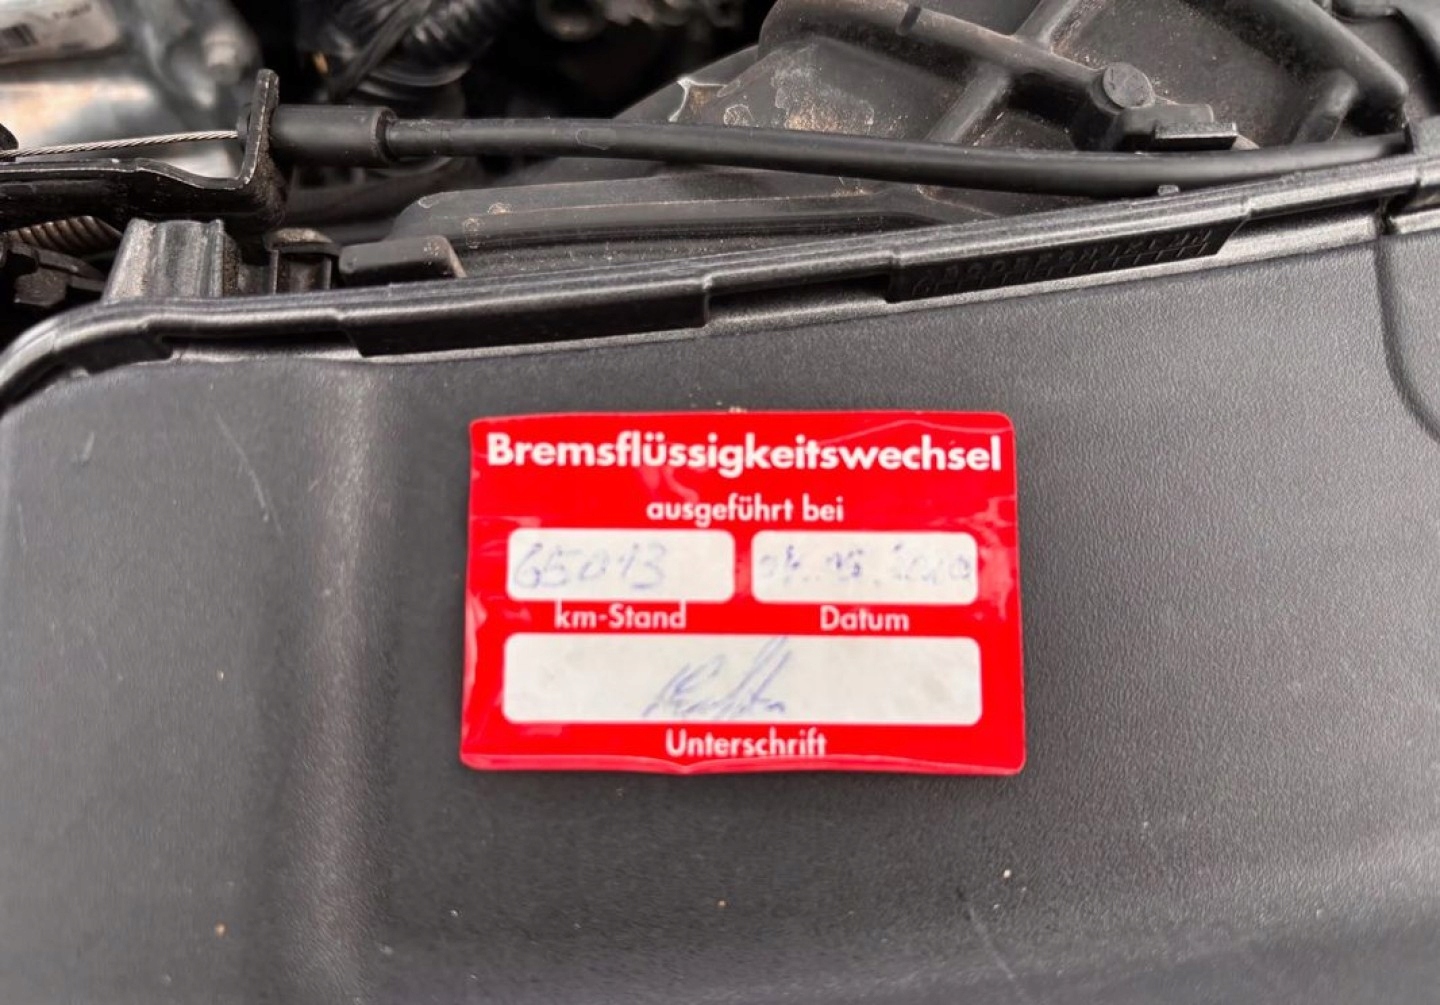 Bremsflüssigkeitswechsel
ausgeführt bei
65013
km-Stand Datum
Unterschrift